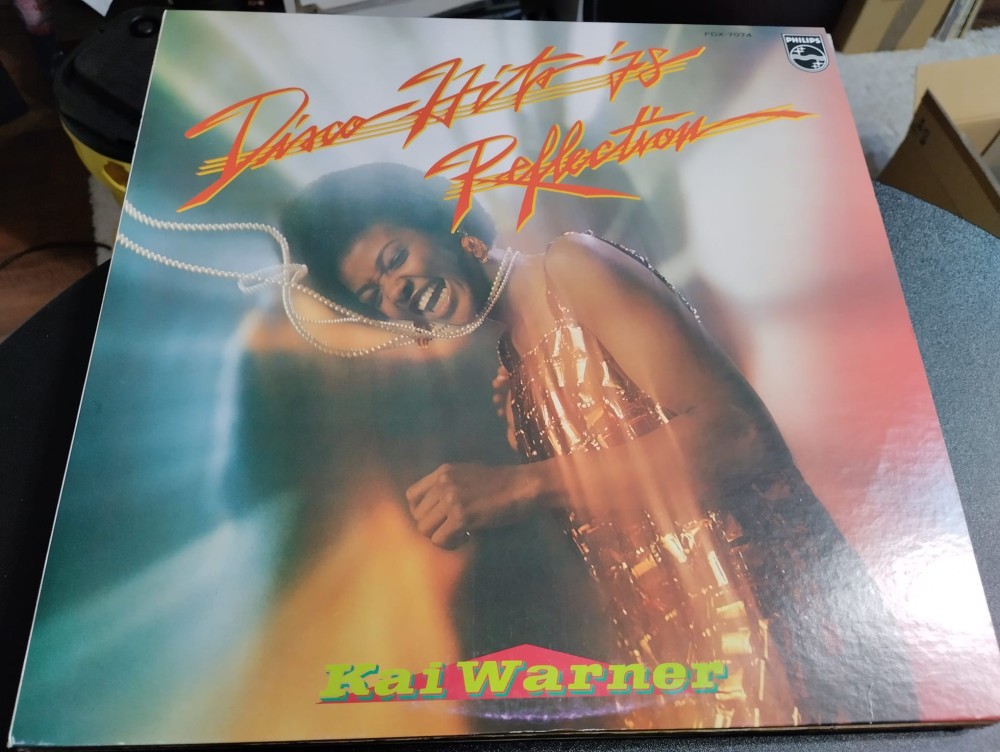 FDX-7074
PHILIPS
Disco Hits '78
Reflection
Kai Warner